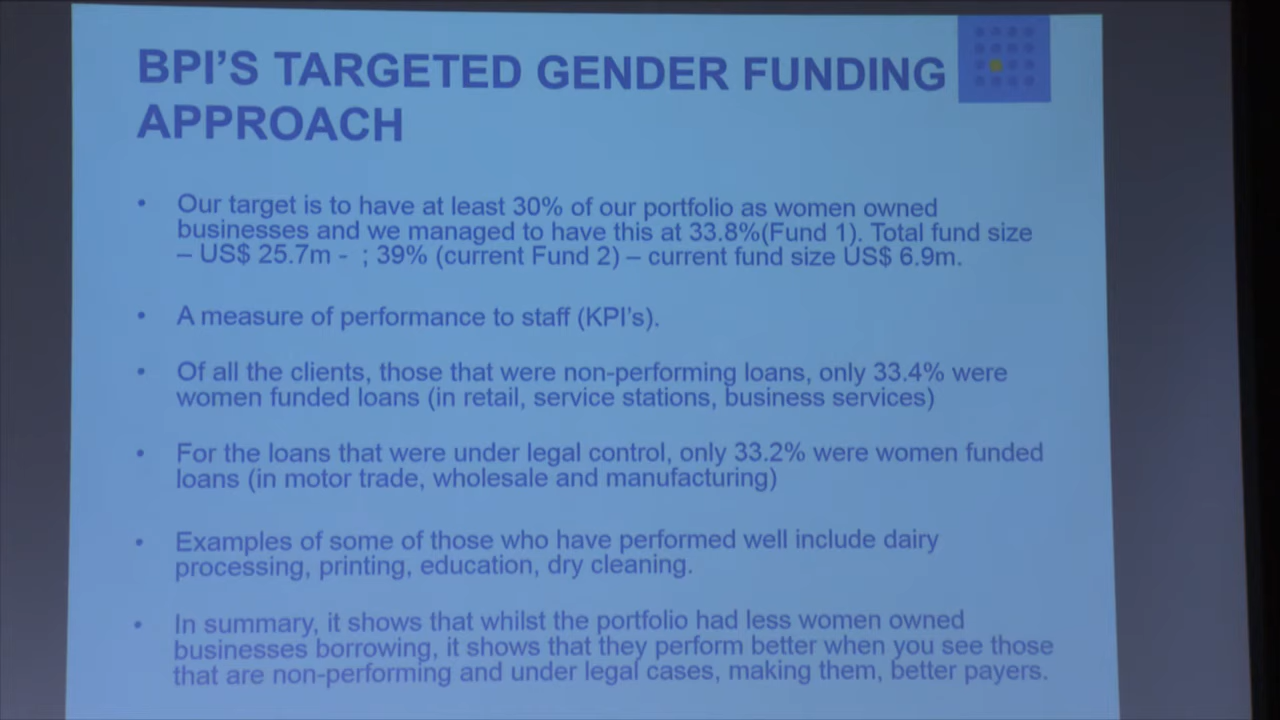 BPI'S TARGETED GENDER FUNDING
APPROACH
• Our target is to have at least 30% of our portfolio as women owned
businesses and we managed to have this at 33.8%(Fund 1). Total fund size
– US$ 25.7m - ; 39% (current Fund 2) – current fund size US$ 6.9m.
• A measure of performance to staff (KPI's).
• Of all the clients, those that were non-performing loans, only 33.4% were
women funded loans (in retail, service stations, business services)
• For the loans that were under legal control, only 33.2% were women funded
loans (in motor trade, wholesale and manufacturing)
• Examples of some of those who have performed well include dairy
processing, printing, education, dry cleaning.
• In summary, it shows that whilst the portfolio had less women owned
businesses borrowing, it shows that they perform better when you see those
that are non-performing and under legal cases, making them, better payers.